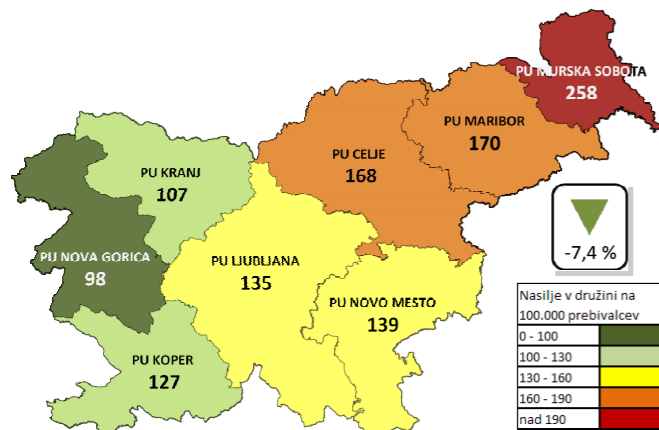 PU MURSKA SOBOTA
258
PU MARIBOR
170
PU CELJE
168
PU KRANJ
107
PU NOVA GORICA
98
PU LJUBLJANA
135
PU NOVO MESTO
139
PU KOPER
127
-7,4 %
Nasilje v družini na
100.000 prebivalcev
0 - 100
100 - 130
130 - 160
160 - 190
nad 190